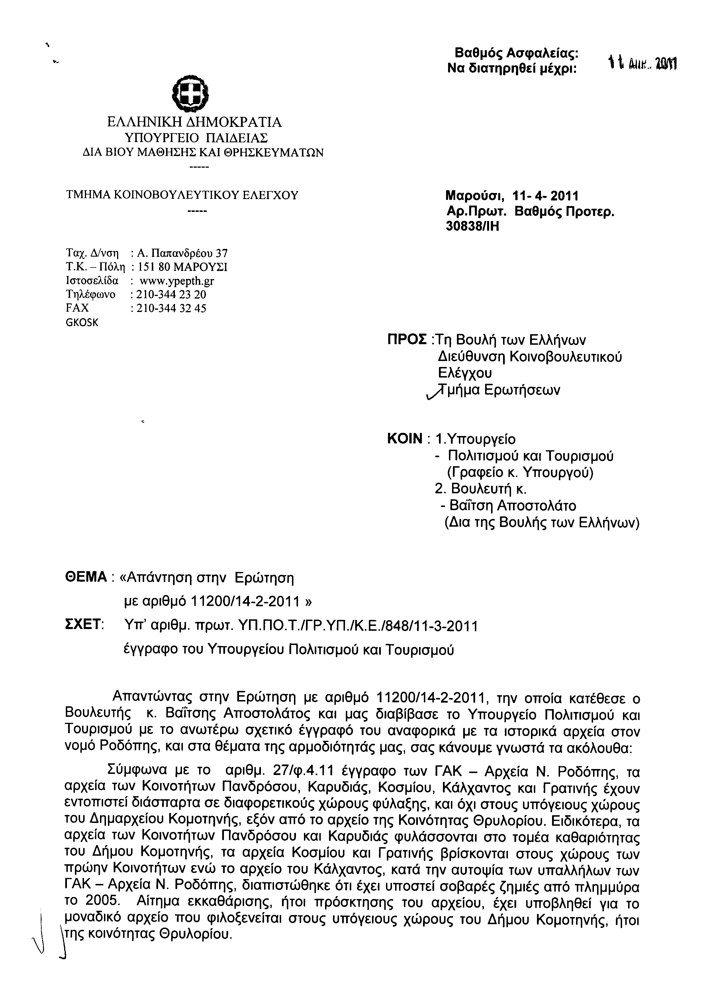 Βαθμός Ασφαλείας:
Να διατηρηθεί μέχρι:
11 ΑΠΡ. 2011
ΕΛΛΗΝΙΚΗ ΔΗΜΟΚΡΑΤΙΑ
ΥΠΟΥΡΓΕΙΟ ΠΑΙΔΕΙΑΣ
ΔΙΑ ΒΙΟΥ ΜΑΘΗΣΗΣ ΚΑΙ ΘΡΗΣΚΕΥΜΑΤΩΝ
-----
ΤΜΗΜΑ ΚΟΙΝΟΒΟΥΛΕΥΤΙΚΟΥ ΕΛΕΓΧΟΥ
-----
Μαρούσι, 11- 4- 2011
Αρ.Πρωτ. Βαθμός Προτερ.
30838/ΙΗ
Ταχ. Δ/νση : Α. Παπανδρέου 37
Τ.Κ. – Πόλη : 151 80 ΜΑΡΟΥΣΙ
Ιστοσελίδα : www.ypepth.gr
Τηλέφωνο : 210-344 23 20
FAX : 210-344 32 45
GKOSK
ΠΡΟΣ :Τη Βουλή των Ελλήνων
Διεύθυνση Κοινοβουλευτικού
Ελέγχου
Τμήμα Ερωτήσεων
ΚΟΙΝ : 1.Υπουργείο
- Πολιτισμού και Τουρισμού
(Γραφείο κ. Υπουργού)
2. Βουλευτή κ.
- Βαΐτση Αποστολάτο
(Δια της Βουλής των Ελλήνων)
ΘΕΜΑ : «Απάντηση στην Ερώτηση
με αριθμό 11200/14-2-2011 »
ΣΧΕΤ: Υπ’ αριθμ. πρωτ. ΥΠ.ΠΟ.Τ./ΓΡ.ΥΠ./Κ.Ε./848/11-3-2011
έγγραφο του Υπουργείου Πολιτισμού και Τουρισμού
Απαντώντας στην Ερώτηση με αριθμό 11200/14-2-2011, την οποία κατέθεσε ο
Βουλευτής κ. Βαΐτσης Αποστολάτος και μας διαβίβασε το Υπουργείο Πολιτισμού και
Τουρισμού με το ανωτέρω σχετικό έγγραφό του αναφορικά με τα ιστορικά αρχεία στον
νομό Ροδόπης, και στα θέματα της αρμοδιότητάς μας, σας κάνουμε γνωστά τα ακόλουθα:
Σύμφωνα με το αριθμ. 27/φ.4.11 έγγραφο των ΓΑΚ – Αρχεία Ν. Ροδόπης, τα
αρχεία των Κοινοτήτων Πανδρόσου, Καρυδιάς, Κοσμίου, Κάλχαντος και Γρατινής έχουν
εντοπιστεί διάσπαρτα σε διαφορετικούς χώρους φύλαξης, και όχι στους υπόγειους χώρους
του Δημαρχείου Κομοτηνής, εξόν από το αρχείο της Κοινότητας Θρυλορίου. Ειδικότερα, τα
αρχεία των Κοινοτήτων Πανδρόσου και Καρυδιάς φυλάσσονται στο τομέα καθαριότητας
του Δήμου Κομοτηνής, τα αρχεία Κοσμίου και Γρατινής βρίσκονται στους χώρους των
πρώην Κοινοτήτων ενώ το αρχείο του Κάλχαντος, κατά την αυτοψία των υπαλλήλων των
ΓΑΚ – Αρχεία Ν. Ροδόπης, διαπιστώθηκε ότι έχει υποστεί σοβαρές ζημιές από πλημμύρα
το 2005. Αίτημα εκκαθάρισης, ήτοι πρόσκτησης του αρχείου, έχει υποβληθεί για το
μοναδικό αρχείο που φιλοξενείται στους υπόγειους χώρους του Δήμου Κομοτηνής, ήτοι
της κοινότητας Θρυλορίου.